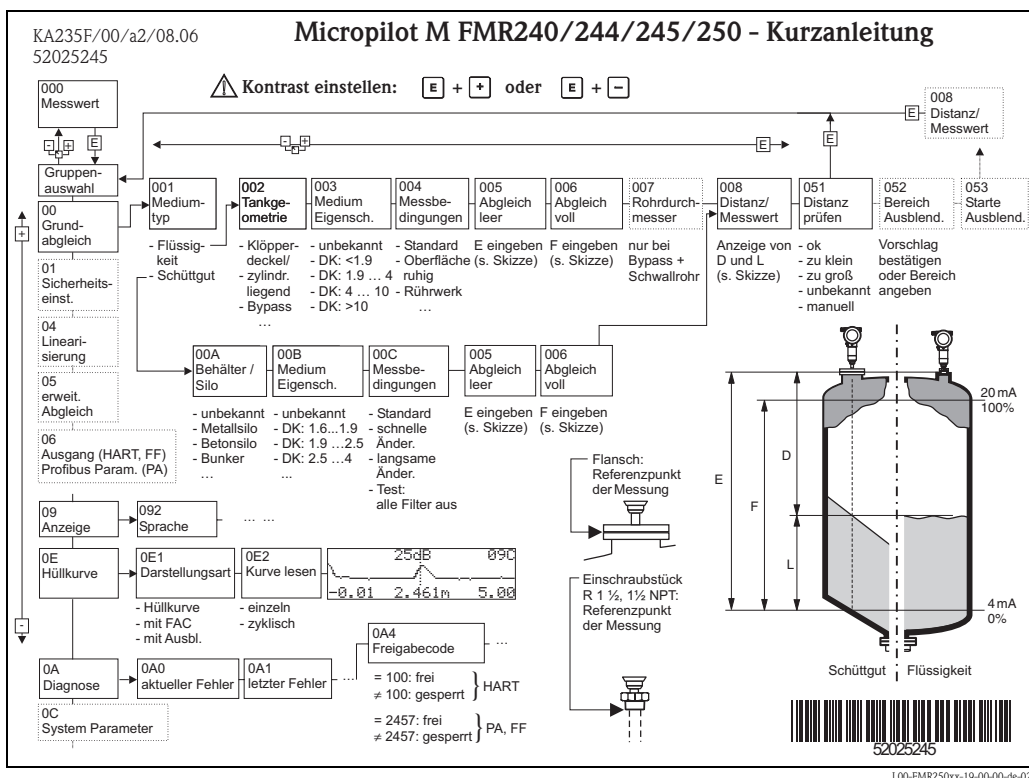 KA235F/00/a2/08.06
52025245
Micropilot M FMR240/244/245/250 - Kurzanleitung
Kontrast einstellen: E + + oder E + −
000
Messwert
- +
E
Gruppen-
auswahl
- +
E
E
E
008
Distanz/
Messwert
+
00
Grund-
abgleich
001
Medium-
typ
- Flüssig-
keit
- Schüttgut
002
Tankge-
ometrie
- Klöpper-
deckel/
- zylindr.
liegend
- Bypass
...
003
Medium
Eigensch.
- unbekannt
- DK: <1.9
- DK: 1.9 ... 4
- DK: 4 ... 10
- DK: >10
004
Messbe-
dingungen
- Standard
- Oberfläche
ruhig
- Rührwerk
...
005
Abgleich
leer
E eingeben
(s. Skizze)
006
Abgleich
voll
F eingeben
(s. Skizze)
007
Rohrdurch-
messer
nur bei
Bypass +
Schwallrohr
008
Distanz/
Messwert
Anzeige von
D und L
(s. Skizze)
051
Distanz
prüfen
- ok
- zu klein
- zu groß
- unbekannt
- manuell
052
Bereich
Ausblend.
Vorschlag
bestätigen
oder Bereich
angeben
053
Starte
Ausblend.
01
Sicherheits-
einst.
04
Lineari-
sierung
05
erweit.
Abgleich
06
Ausgang (HART, FF)
Profibus Param. (PA)
00A
Behälter /
Silo
- unbekannt
- Metallsilo
- Betonsilo
- Bunker
...
00B
Medium
Eigensch.
- unbekannt
- DK: 1.6...1.9
- DK: 1.9 ...2.5
- DK: 2.5 ...4
...
00C
Messbe-
dingungen
- Standard
- schnelle
Änder.
- langsame
Änder.
- Test:
alle Filter aus
005
Abgleich
leer
E eingeben
(s. Skizze)
006
Abgleich
voll
F eingeben
(s. Skizze)
09
Anzeige
092
Sprache
... ...
0E
Hüllkurve
0E1
Darstellungsart
- Hüllkurve
- mit FAC
- mit Ausbl.
0E2
Kurve lesen
- einzeln
- zyklisch
25dB 09C
-0.01 2.461m 5.00
-
0A
Diagnose
0A0
aktueller Fehler
0A1
letzter Fehler
...
0A4
Freigabecode
...
= 100: frei
≠ 100: gesperrt
HART
= 2457: frei
≠ 2457: gesperrt
PA, FF
0C
System Parameter
Flansch:
Referenzpunkt
der Messung
Einschraubstück
R 1 ½, 1½ NPT:
Referenzpunkt
der Messung
20 mA
100%
E
F
D
L
4 mA
0%
Schüttgut
Flüssigkeit
52025245
L00-FMR250xx-19-00-00-de-02